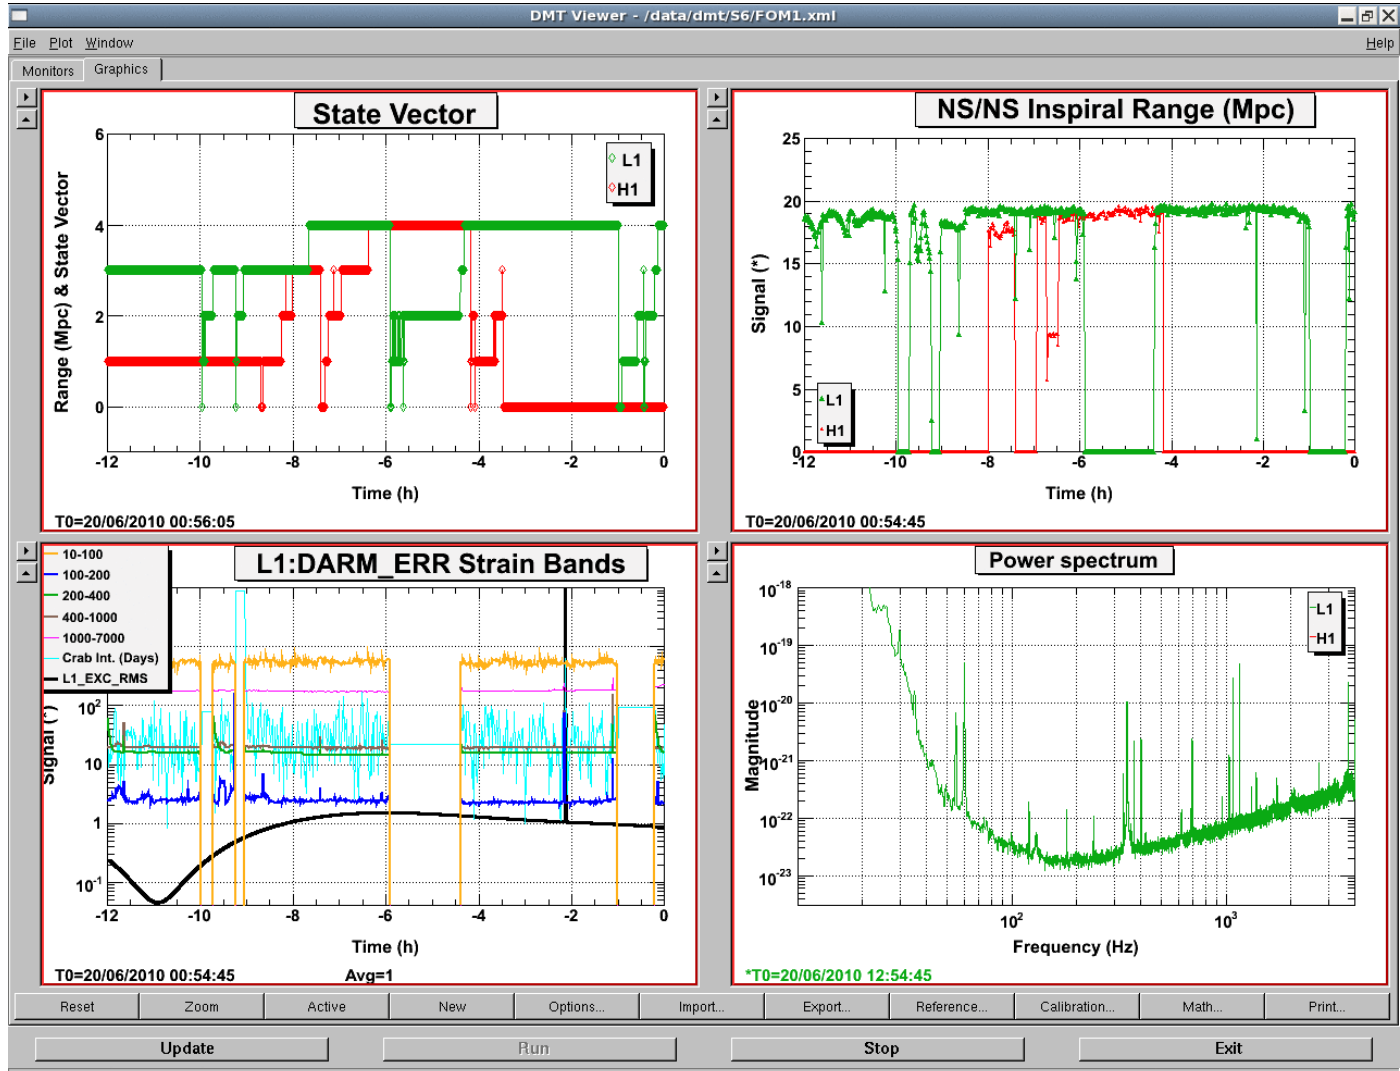 DMT Viewer - /data/dmt/S6/FOM1.xml
File Plot Window Help
Monitors Graphics
State Vector
6
4
2
0
-12 -10 -8 -6 -4 -2 0
Range (Mpc) & State Vector
L1
H1
Time (h)
T0=20/06/2010 00:56:05
NS/NS Inspiral Range (Mpc)
25
20
15
10
5
0
-12 -10 -8 -6 -4 -2 0
Signal (*)
L1
H1
Time (h)
T0=20/06/2010 00:54:45
L1:DARM_ERR Strain Bands
10-100
100-200
200-400
400-1000
1000-7000
Crab Int. (Days)
L1_EXC_RMS
Signal (*)
10²
10
1
10⁻¹
-12 -10 -8 -6 -4 -2 0
Time (h)
T0=20/06/2010 00:54:45 Avg=1
Power spectrum
10⁻¹⁸
10⁻¹⁹
10⁻²⁰
10⁻²¹
10⁻²²
10⁻²³
Magnitude
L1
H1
10² 10³
Frequency (Hz)
*T0=20/06/2010 12:54:45
Reset Zoom Active New Options... Import... Export... Reference... Calibration... Math... Print...
Update Run Stop Exit